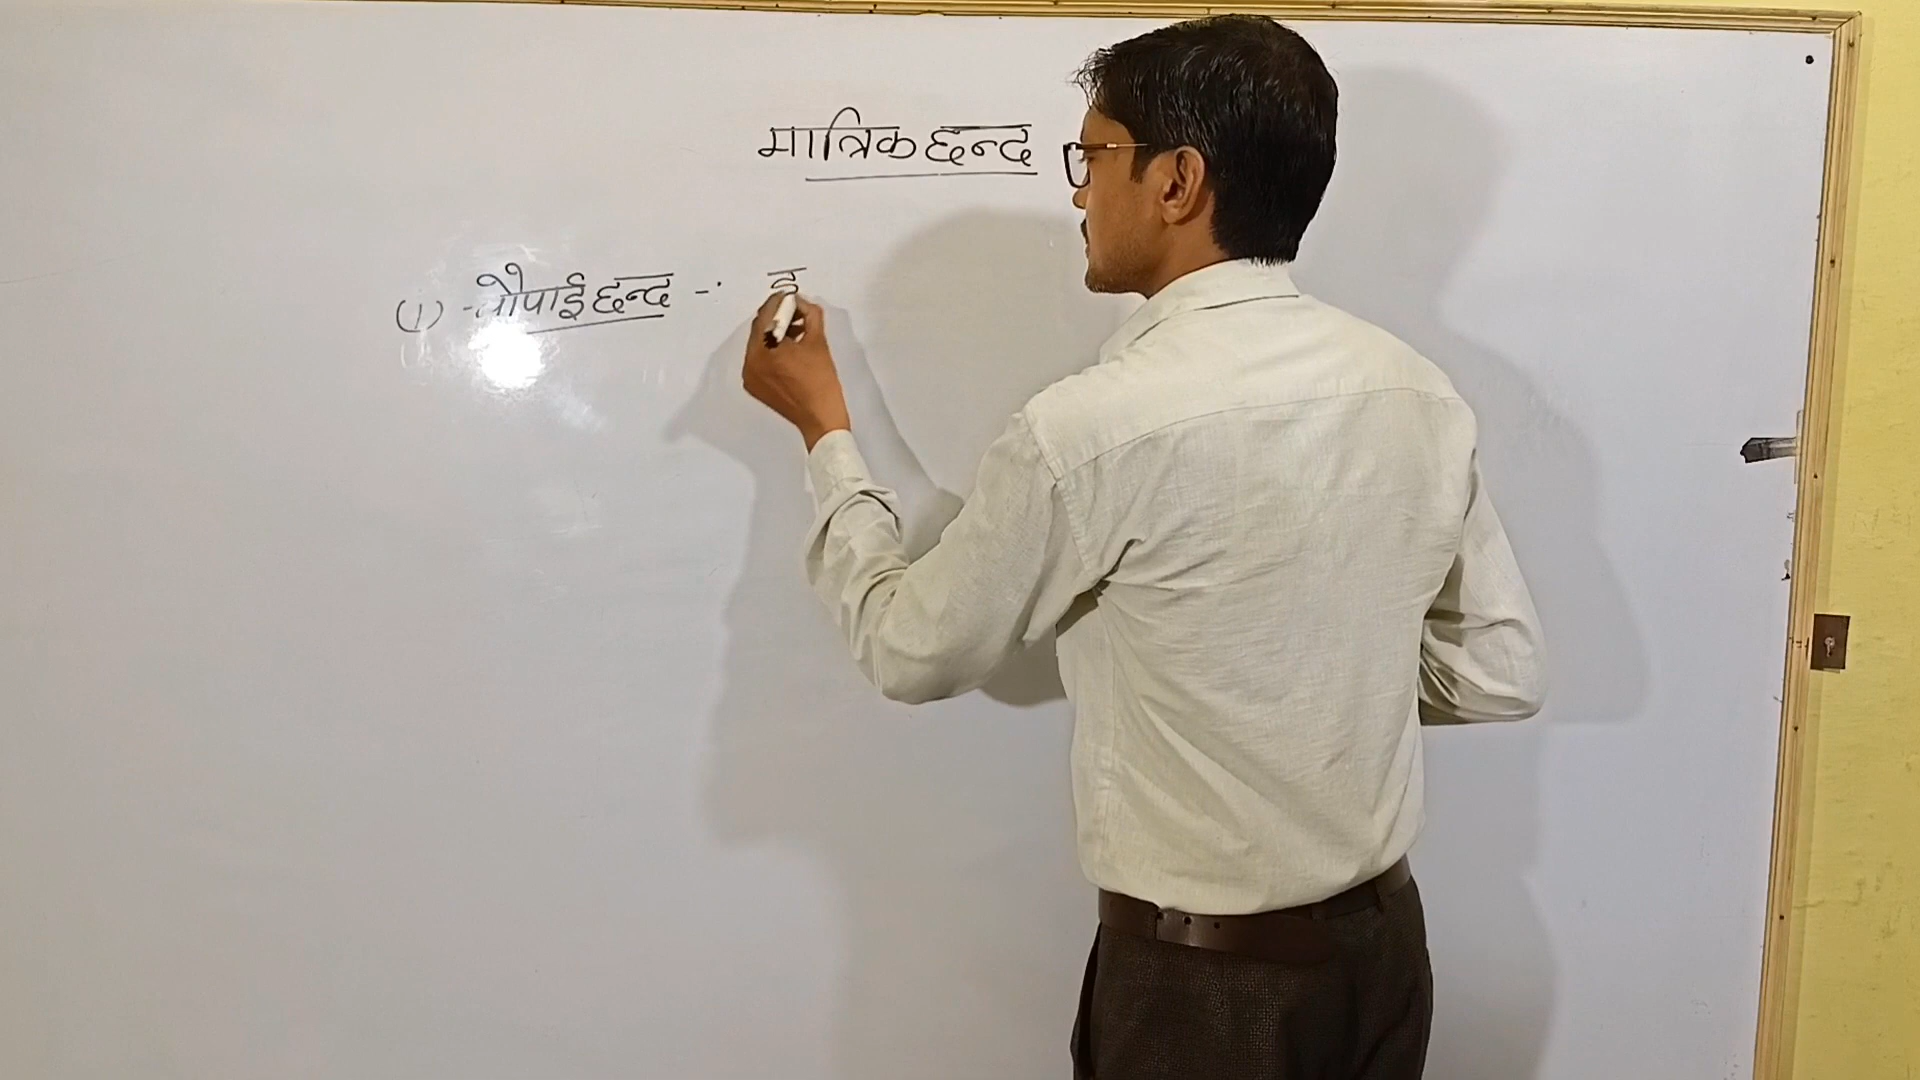 मात्रिक छन्द
(1) - चौपाई छन्द -: इ